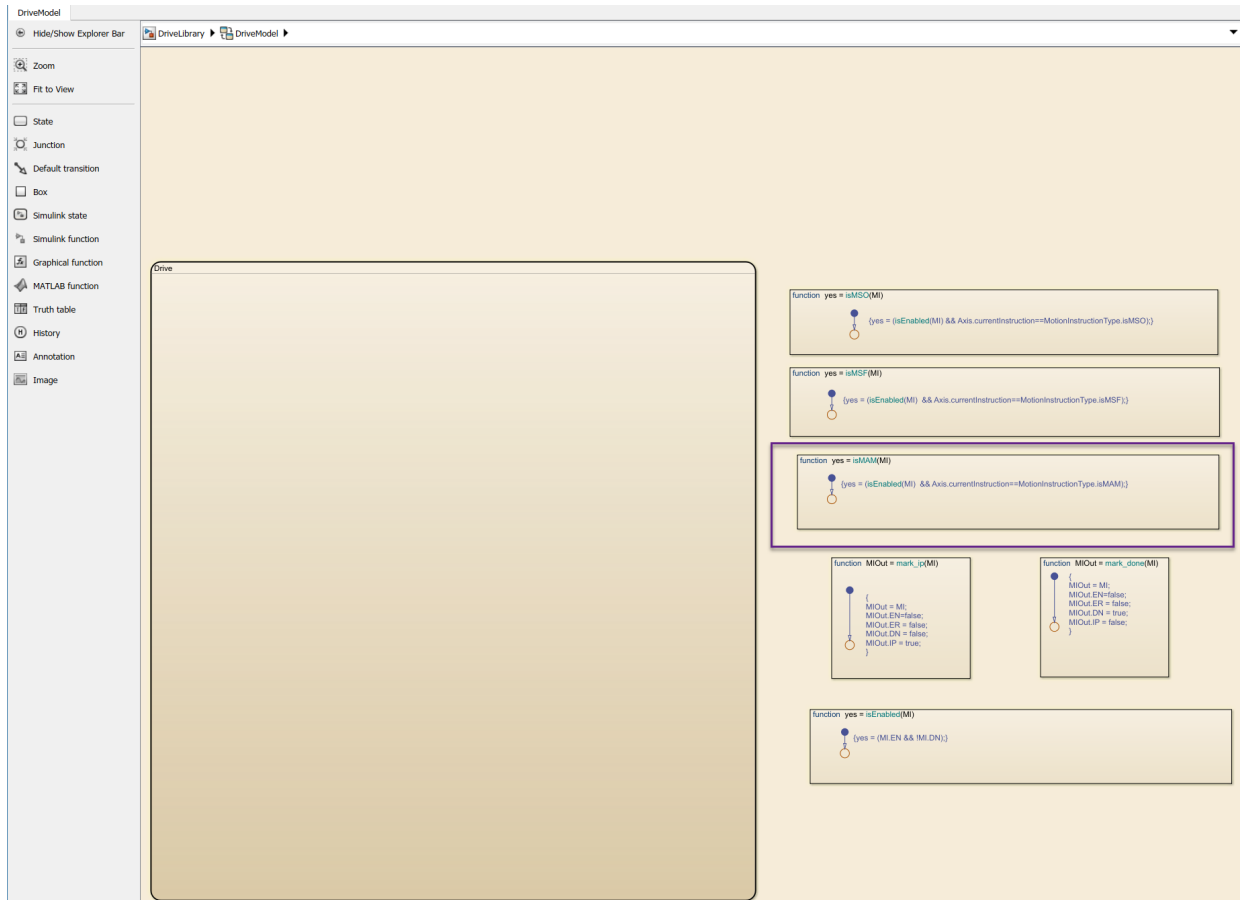 DriveModel
Hide/Show Explorer Bar
DriveLibrary DriveModel
Zoom
Fit to View
State
Junction
Default transition
Box
Simulink state
Simulink function
Graphical function
MATLAB function
Truth table
History
Annotation
Image
Drive
function yes = isMSO(MI)
{yes = (isEnabled(MI) && Axis.currentInstruction==MotionInstructionType.isMSO);}
function yes = isMSF(MI)
{yes = (isEnabled(MI) && Axis.currentInstruction==MotionInstructionType.isMSF);}
function yes = isMAM(MI)
{yes = (isEnabled(MI) && Axis.currentInstruction==MotionInstructionType.isMAM);}
function MIOut = mark_ip(MI)
{
MIOut = MI;
MIOut.EN=false;
MIOut.ER = false;
MIOut.DN = false;
MIOut.IP = true;
}
function MIOut = mark_done(MI)
{
MIOut = MI;
MIOut.EN=false;
MIOut.ER = false;
MIOut.DN = true;
MIOut.IP = false;
}
function yes = isEnabled(MI)
{yes = (MI.EN && !MI.DN);}